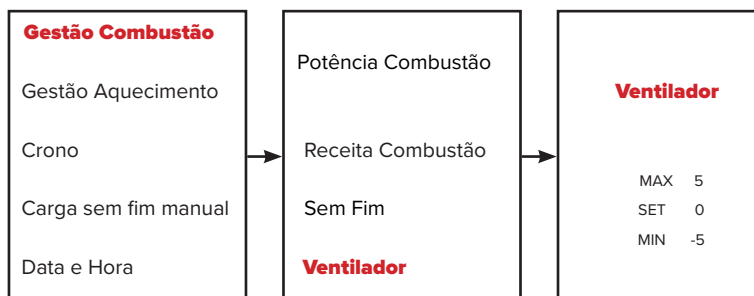 Gestão Combustão
Gestão Aquecimento
Crono
Carga sem fim manual
Data e Hora
Potência Combustão
Receita Combustão
Sem Fim
Ventilador
Ventilador
MAX 5
SET 0
MIN -5